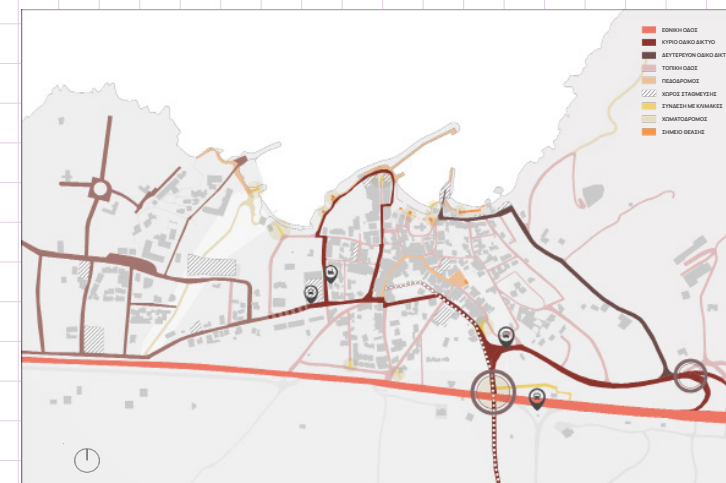 ΕΘΝΙΚΗ ΟΔΟΣ
ΚΥΡΙΟ ΟΔΙΚΟ ΔΙΚΤΥΟ
ΔΕΥΤΕΡΕΥΟΝ ΟΔΙΚΟ ΔΙΚΤ
ΤΟΠΙΚΗ ΟΔΟΣ
ΠΕΖΟΔΡΟΜΟΣ
ΧΩΡΟΣ ΣΤΑΘΜΕΥΣΗΣ
ΣΥΝΔΕΣΗ ΜΕ ΚΛΙΜΑΚΕΣ
ΧΩΜΑΤΟΔΡΟΜΟΣ
ΣΗΜΕΙΟ ΘΕΑΣΗΣ